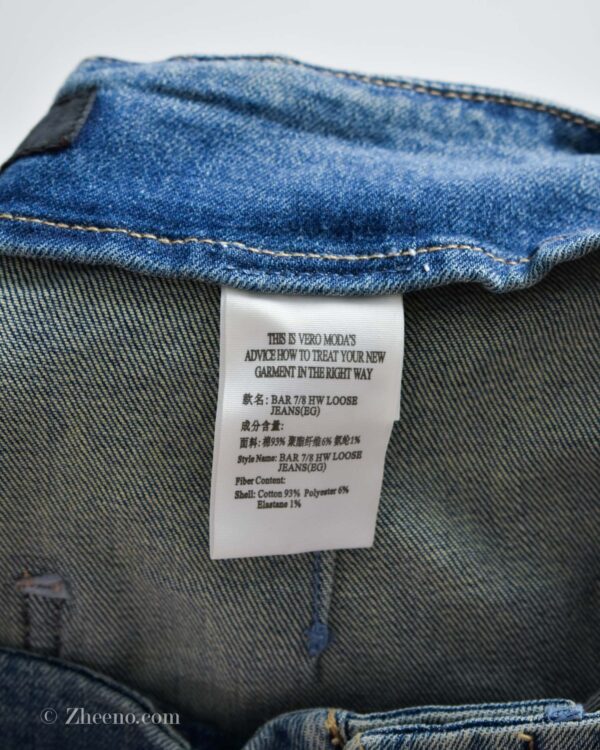 THIS IS VERO MODA'S
ADVICE HOW TO TREAT YOUR NEW
GARMENT IN THE RIGHT WAY
款名: BAR 7/8 HW LOOSE
JEANS(EG)
成分含量:
面料: 棉93% 聚脂纤维6% 氨纶1%
Style Name: BAR 7/8 HW LOOSE
JEANS(EG)
Fiber Content:
Shell: Cotton 93% Polyester 6%
Elastane 1%
© Zheeno.com